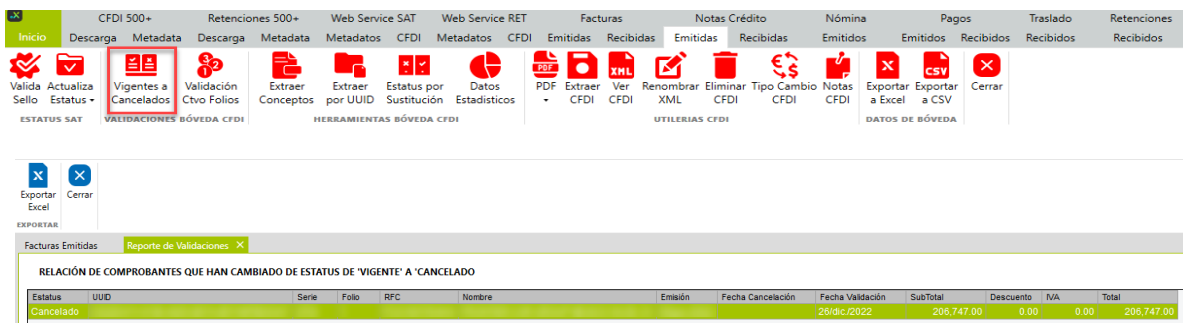 CFDI 500+ Retenciones 500+ Web Service SAT Web Service RET Facturas Notas Crédito Nómina Pagos Traslado Retenciones
Inicio Descarga Metadata Descarga Metadata Metadatos CFDI Metadatos CFDI Emitidas Recibidas Emitidas Recibidas Emitidos Emitidos Recibidos Recibidos Recibidos
Valida Actualiza Vigentes a Validación Extraer Extraer Estatus por Datos PDF Extraer Ver Renombrar Eliminar Tipo Cambio Notas Exportar Exportar Cerrar
Sello Estatus Cancelados Ctvo Folios Conceptos por UUID Sustitución Estadisticos CFDI CFDI XML CFDI CFDI CFDI a Excel a CSV
ESTATUS SAT VALIDACIONES BÓVEDA CFDI HERRAMIENTAS BÓVEDA CFDI UTILERIAS CFDI DATOS DE BÓVEDA
Exportar Cerrar
Excel
EXPORTAR
Facturas Emitidas Reporte de Validaciones
RELACIÓN DE COMPROBANTES QUE HAN CAMBIADO DE ESTATUS DE 'VIGENTE' A 'CANCELADO
Estatus UUID Serie Folio RFC Nombre Emisión Fecha Cancelación Fecha Validación SubTotal Descuento IVA Total
Cancelado 26/dic./2022 206,747.00 0.00 0.00 206,747.00